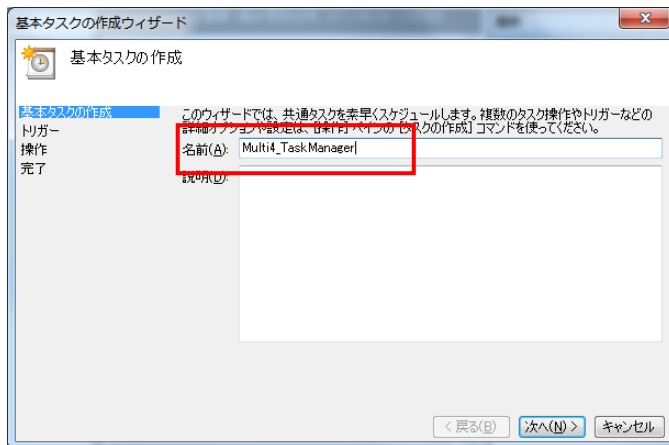 基本タスクの作成ウィザード
基本タスクの作成
基本タスクの作成
トリガー
操作
完了
このウィザードでは、共通タスクを素早くスケジュールします。複数のタスク操作やトリガーなどの
詳細オプションや設定は、[操作] ペインの [タスクの作成] コマンドを使ってください。
名前(A):
Multi4_TaskManager
説明(D):
< 戻る(B)
次へ(N) >
キャンセル